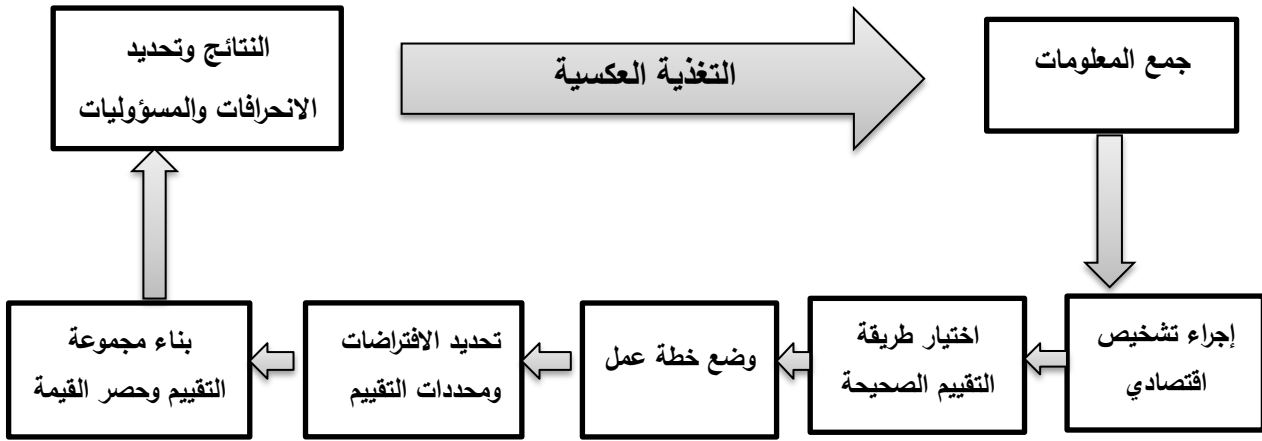 جمع المعلومات
التغذية العكسية
النتائج وتحديد
الانحرافات والمسؤوليات
إجراء تشخيص
اقتصادي
اختيار طريقة
التقييم الصحيحة
وضع خطة عمل
تحديد الافتراضات
ومحددات التقييم
بناء مجموعة
التقييم وحصر القيمة